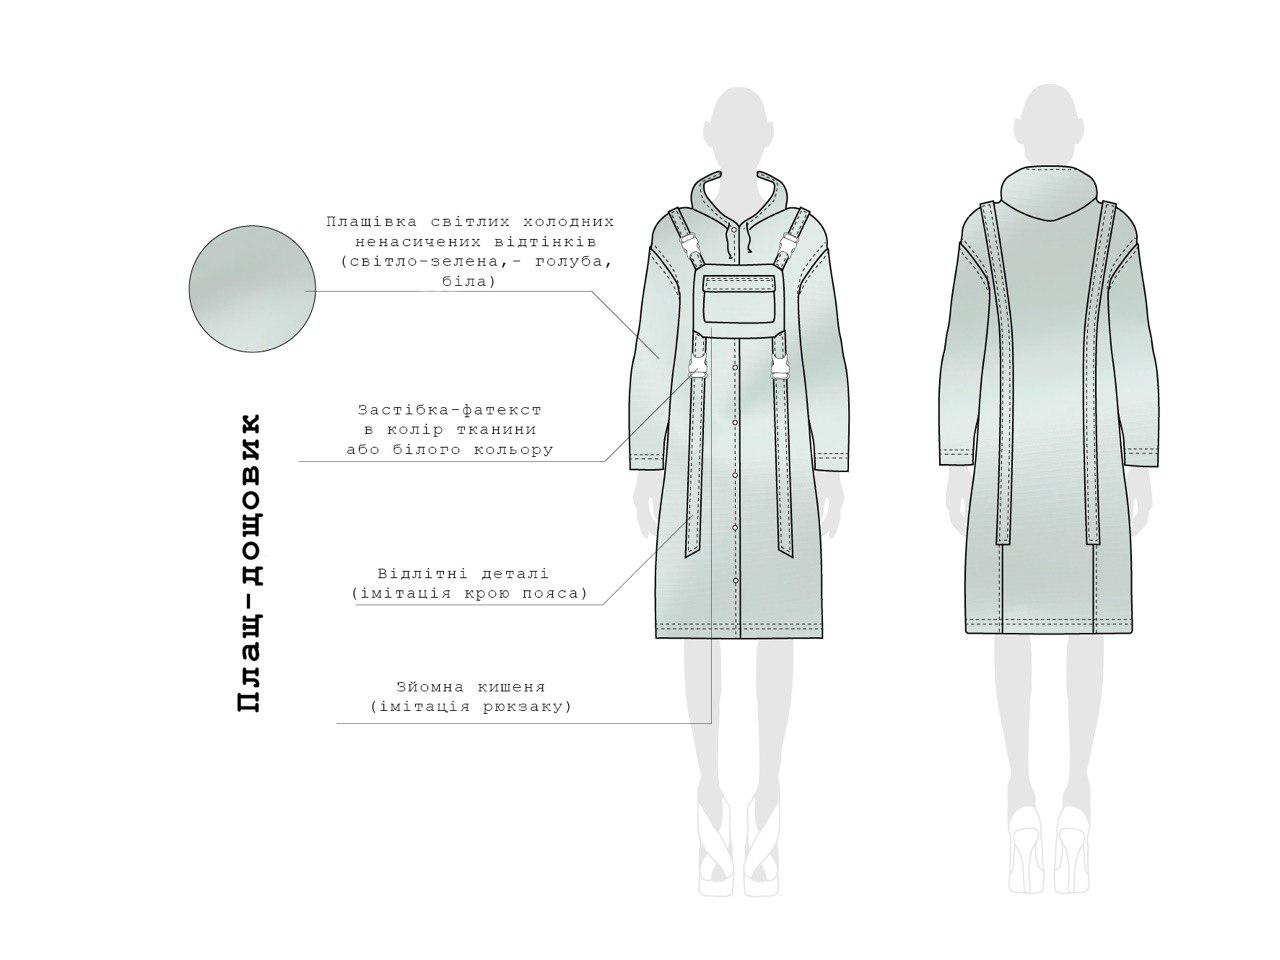 Плащівка світлих холодних
ненасичених відтінків
(світло-зелена,- голуба,
біла)
Застібка-фатекст
в колір тканини
або білого кольору
Плащ-дощовик
Відлітні деталі
(імітація крою пояса)
Зйомна кишеня
(імітація рюкзаку)